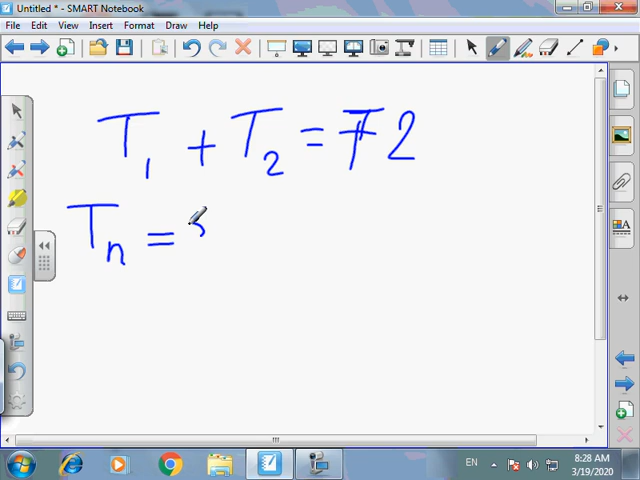 Untitled * - SMART Notebook
File Edit View Insert Format Draw Help
T₁ + T₂ = 72
Tₙ =
EN
8:28 AM
3/19/2020